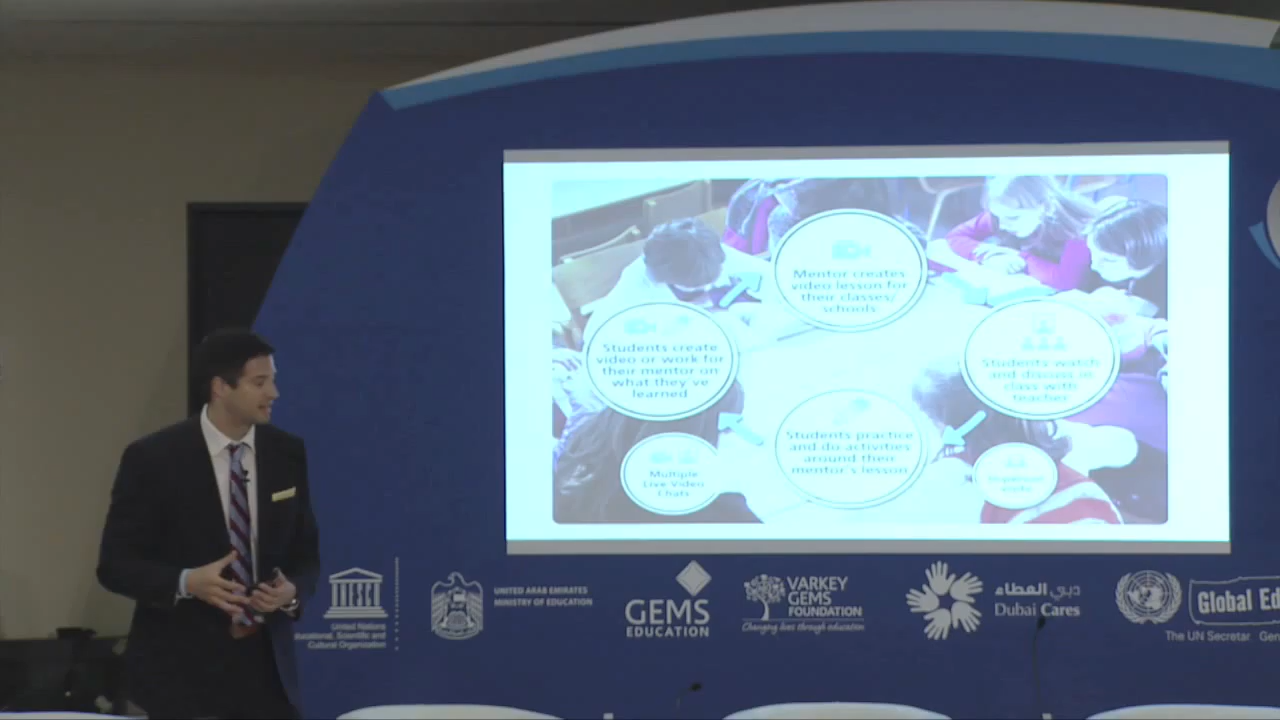 Mentor creates
video lesson for
their classes/
schools
Students create
video or work for
their mentor on
what they've
learned
Students watch
and discuss in
class with
teacher
Students practice
and do activities
around their
mentor's lesson
Multiple
Live Video
Chats
United Nations
Educational, Scientific and
Cultural Organization
UNITED ARAB EMIRATES
MINISTRY OF EDUCATION
GEMS
EDUCATION
VARKEY
GEMS
FOUNDATION
Changing lives through education
دبي العطاء
Dubai Cares
Global Ed
The UN Secretar Gen